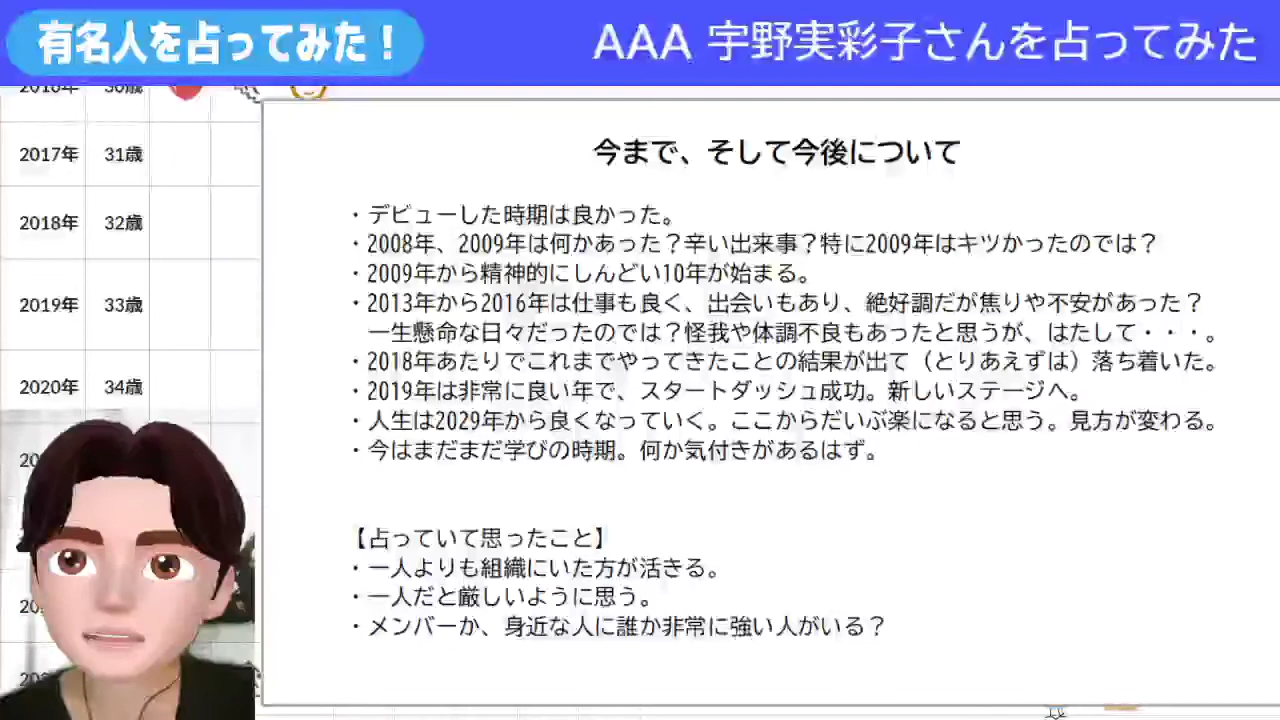 有名人を占ってみた！
AAA 宇野実彩子さんを占ってみた
2016年 30歳
2017年 31歳
2018年 32歳
2019年 33歳
2020年 34歳
今まで、そして今後について
・デビューした時期は良かった。
・2008年、2009年は何かあった？辛い出来事？特に2009年はキツかったのでは？
・2009年から精神的にしんどい10年が始まる。
・2013年から2016年は仕事も良く、出会いもあり、絶好調だが焦りや不安があった？
一生懸命な日々だったのでは？怪我や体調不良もあったと思うが、はたして・・・。
・2018年あたりでこれまでやってきたことの結果が出て（とりあえずは）落ち着いた。
・2019年は非常に良い年で、スタートダッシュ成功。新しいステージへ。
・人生は2029年から良くなっていく。ここからだいぶ楽になると思う。見方が変わる。
・今はまだまだ学びの時期。何か気付きがあるはず。
【占っていて思ったこと】
・一人よりも組織にいた方が活きる。
・一人だと厳しいように思う。
・メンバーか、身近な人に誰か非常に強い人がいる？